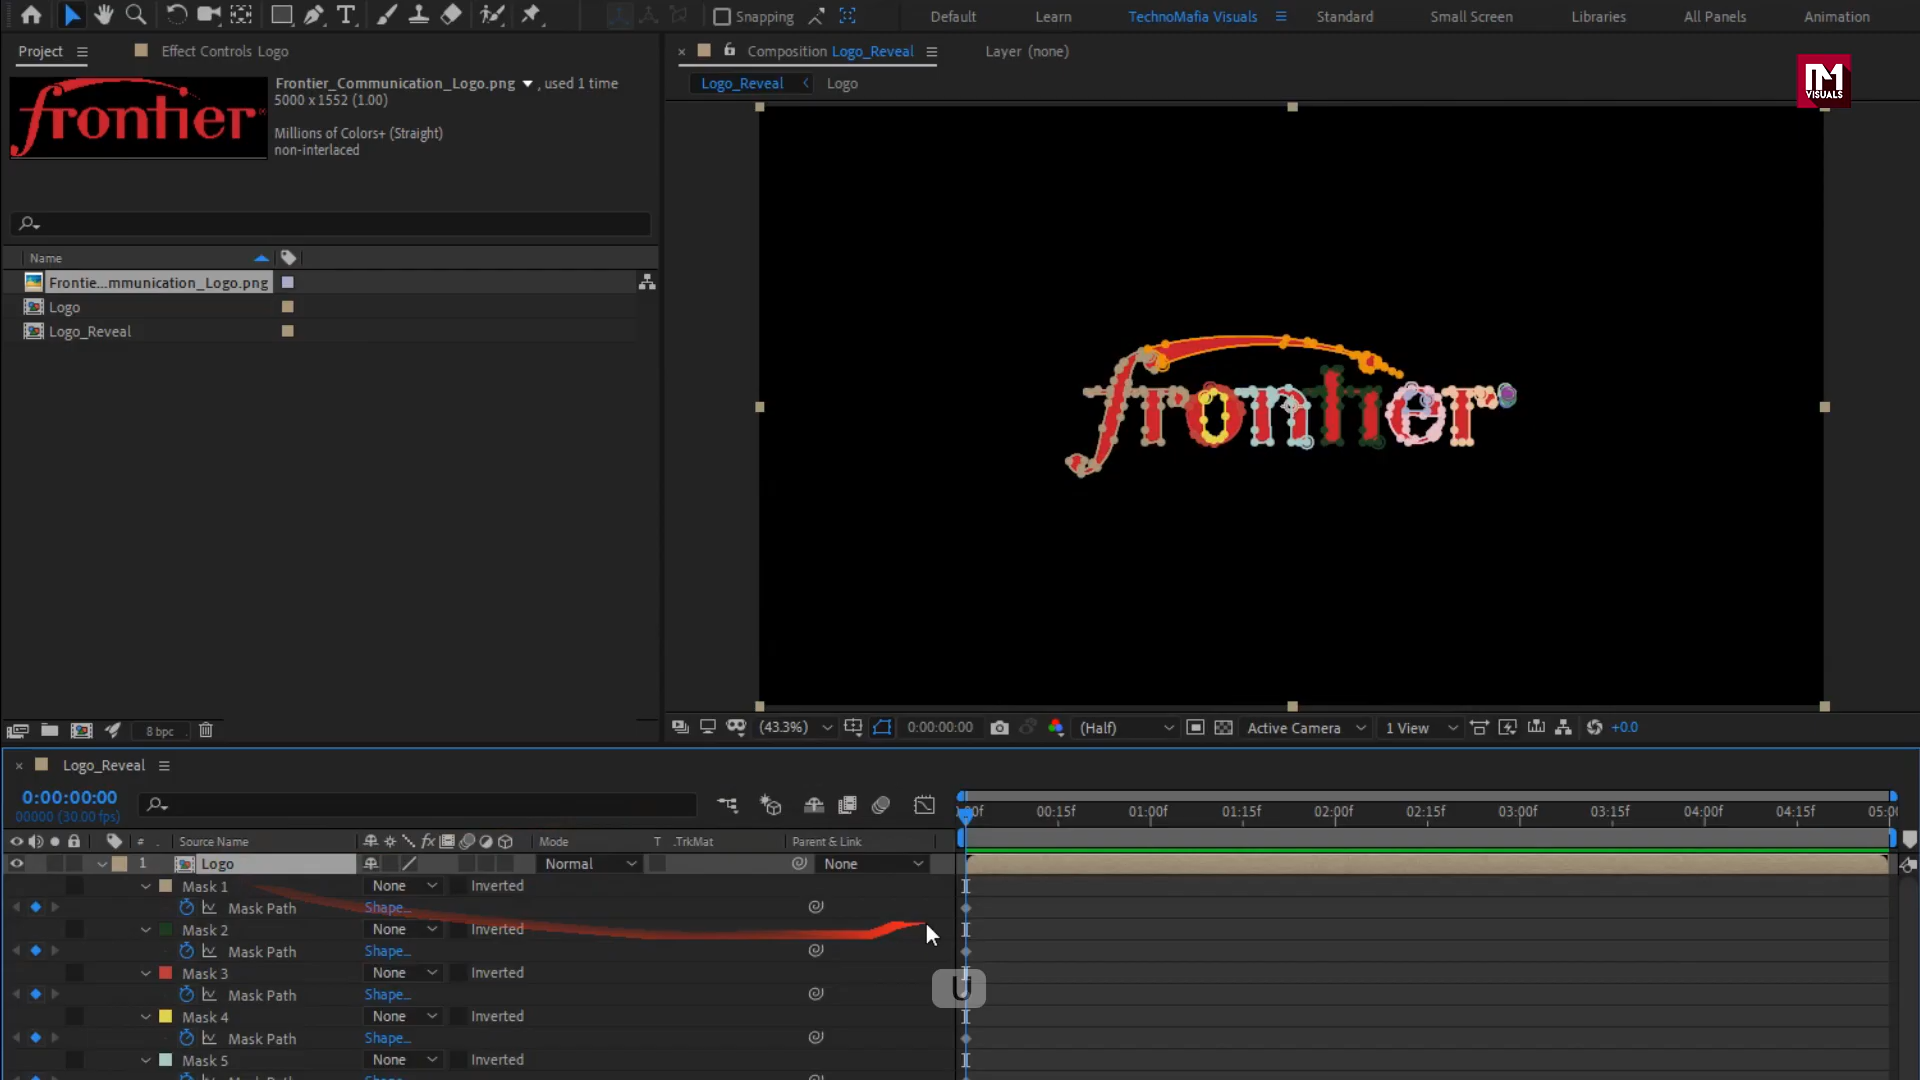 Snapping
Default
Learn
TechnoMafia Visuals
Standard
Small Screen
Libraries
All Panels
Animation
Project
Effect Controls Logo
Composition Logo_Reveal
Layer (none)
Logo_Reveal
Logo
VISUALS
frontier
Frontier_Communication_Logo.png
, used 1 time
5000 x 1552 (1.00)
Millions of Colors+ (Straight)
non-interlaced
Name
Frontie...mmunication_Logo.png
Logo
Logo_Reveal
frontier
8 bpc
(43.3%)
0:00:00:00
(Half)
Active Camera
1 View
+0.0
Logo_Reveal
0:00:00:00
00000 (30.00 fps)
00:15f
01:00f
01:15f
02:00f
02:15f
03:00f
03:15f
04:00f
04:15f
#
Source Name
Mode
T
.TrkMat
Parent & Link
1
Logo
Normal
None
Mask 1
None
Inverted
Mask Path
Shape...
Mask 2
None
Inverted
Mask Path
Shape...
Mask 3
None
Inverted
Mask Path
Shape...
Mask 4
None
Inverted
Mask Path
Shape...
Mask 5
None
Inverted
U